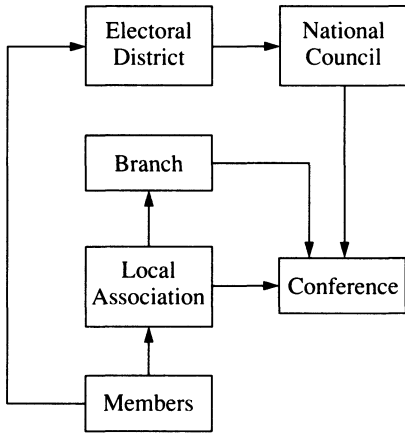 Electoral
District
National
Council
Branch
Local
Association
Conference
Members